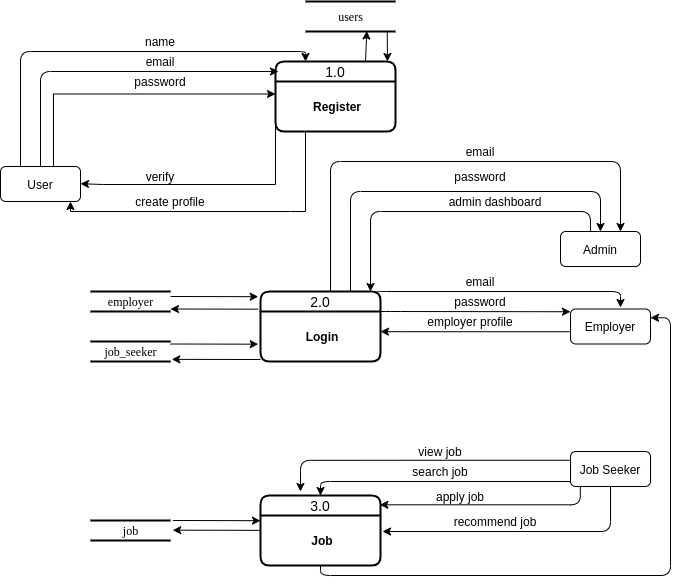 users
name
email
password
1.0
Register
User
verify
create profile
email
password
admin dashboard
Admin
employer
job_seeker
2.0
Login
email
password
employer profile
Employer
view job
search job
apply job
recommend job
Job Seeker
3.0
Job
job